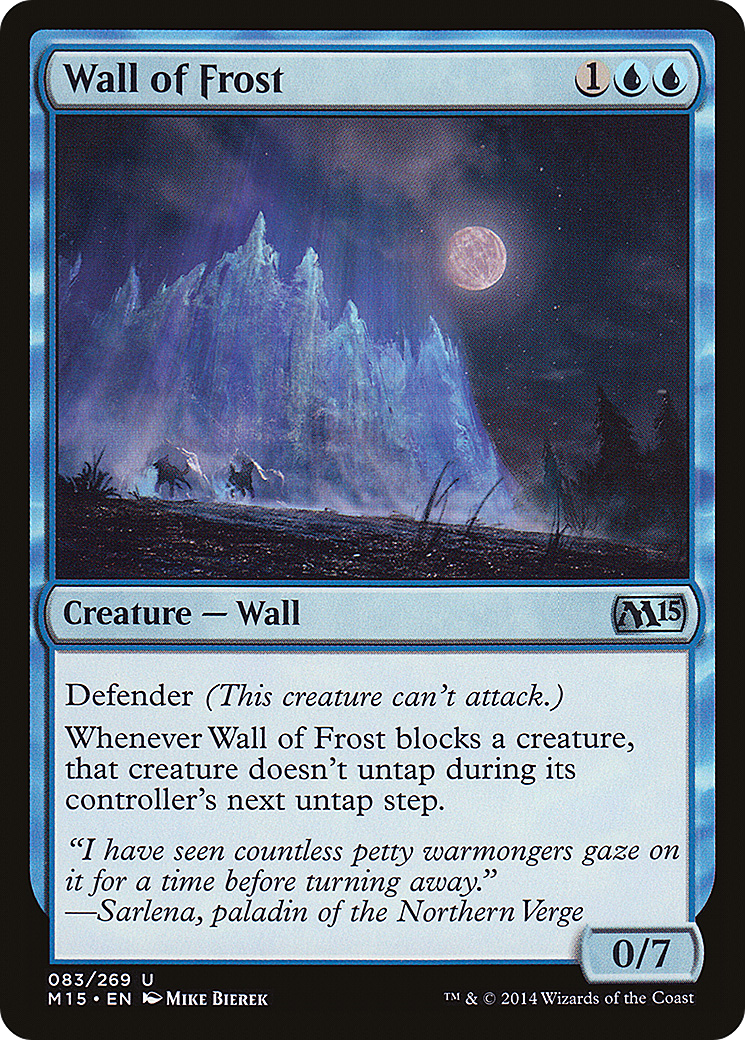 Wall of Frost
1
Creature — Wall
M15
Defender (This creature can't attack.)
Whenever Wall of Frost blocks a creature,
that creature doesn't untap during its
controller's next untap step.
“I have seen countless petty warmongers gaze on
it for a time before turning away.”
—Sarlena, paladin of the Northern Verge
0/7
083/269 U
M15 • EN Mike Bierek
™ & © 2014 Wizards of the Coast